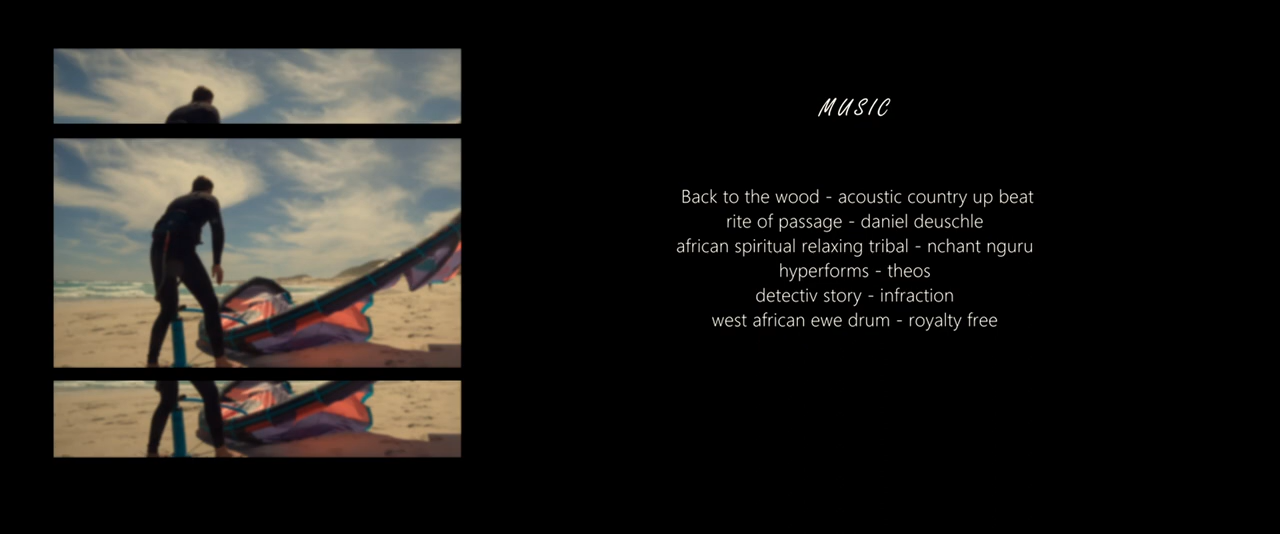 MUSIC
Back to the wood - acoustic country up beat
rite of passage - daniel deuschle
african spiritual relaxing tribal - nchant nguru
hyperforms - theos
detectiv story - infraction
west african ewe drum - royalty free